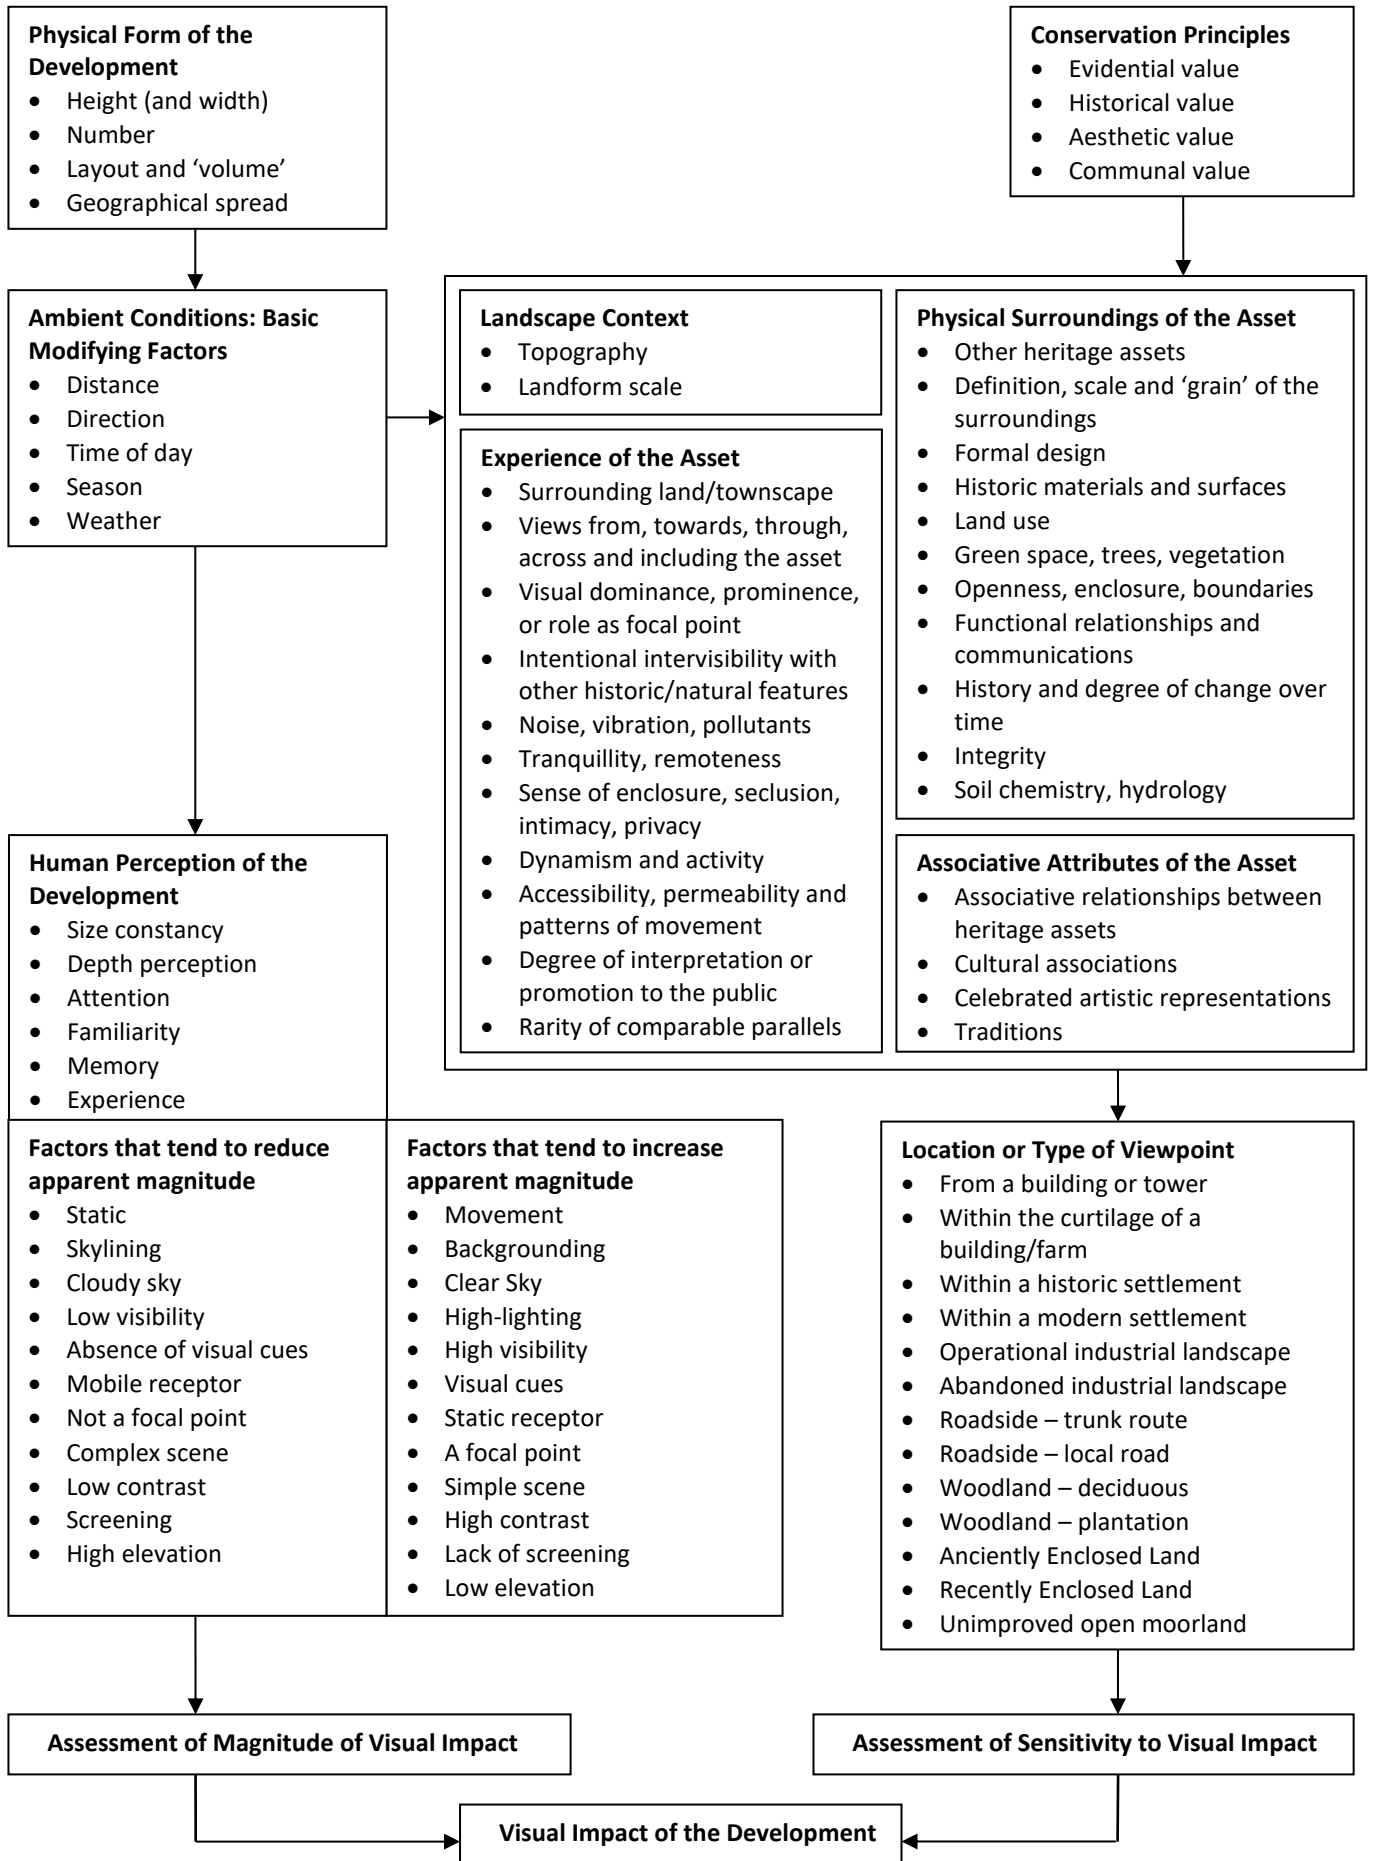 Physical Form of the
Development
• Height (and width)
• Number
• Layout and ‘volume’
• Geographical spread
Conservation Principles
• Evidential value
• Historical value
• Aesthetic value
• Communal value
Ambient Conditions: Basic
Modifying Factors
• Distance
• Direction
• Time of day
• Season
• Weather
Landscape Context
• Topography
• Landform scale
Experience of the Asset
• Surrounding land/townscape
• Views from, towards, through,
across and including the asset
• Visual dominance, prominence,
or role as focal point
• Intentional intervisibility with
other historic/natural features
• Noise, vibration, pollutants
• Tranquillity, remoteness
• Sense of enclosure, seclusion,
intimacy, privacy
• Dynamism and activity
• Accessibility, permeability and
patterns of movement
• Degree of interpretation or
promotion to the public
• Rarity of comparable parallels
Physical Surroundings of the Asset
• Other heritage assets
• Definition, scale and ‘grain’ of the
surroundings
• Formal design
• Historic materials and surfaces
• Land use
• Green space, trees, vegetation
• Openness, enclosure, boundaries
• Functional relationships and
communications
• History and degree of change over
time
• Integrity
• Soil chemistry, hydrology
Associative Attributes of the Asset
• Associative relationships between
heritage assets
• Cultural associations
• Celebrated artistic representations
• Traditions
Human Perception of the
Development
• Size constancy
• Depth perception
• Attention
• Familiarity
• Memory
• Experience
Factors that tend to reduce
apparent magnitude
• Static
• Skylining
• Cloudy sky
• Low visibility
• Absence of visual cues
• Mobile receptor
• Not a focal point
• Complex scene
• Low contrast
• Screening
• High elevation
Factors that tend to increase
apparent magnitude
• Movement
• Backgrounding
• Clear Sky
• High-lighting
• High visibility
• Visual cues
• Static receptor
• A focal point
• Simple scene
• High contrast
• Lack of screening
• Low elevation
Location or Type of Viewpoint
• From a building or tower
• Within the curtilage of a
building/farm
• Within a historic settlement
• Within a modern settlement
• Operational industrial landscape
• Abandoned industrial landscape
• Roadside – trunk route
• Roadside – local road
• Woodland – deciduous
• Woodland – plantation
• Anciently Enclosed Land
• Recently Enclosed Land
• Unimproved open moorland
Assessment of Magnitude of Visual Impact
Assessment of Sensitivity to Visual Impact
Visual Impact of the Development